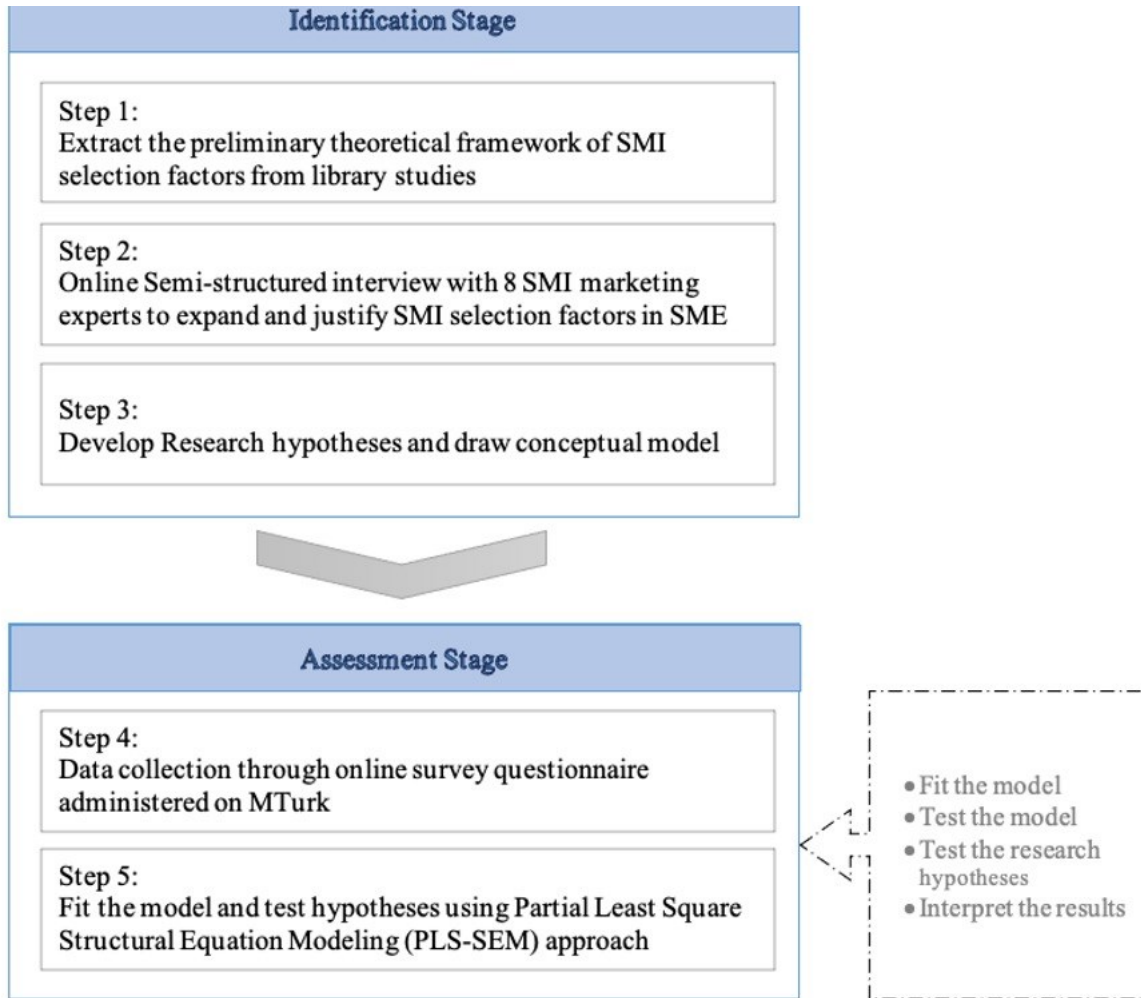 Identification Stage
Step 1:
Extract the preliminary theoretical framework of SMI
selection factors from library studies
Step 2:
Online Semi-structured interview with 8 SMI marketing
experts to expand and justify SMI selection factors in SME
Step 3:
Develop Research hypotheses and draw conceptual model
Assessment Stage
Step 4:
Data collection through online survey questionnaire
administered on MTurk
Step 5:
Fit the model and test hypotheses using Partial Least Square
Structural Equation Modeling (PLS-SEM) approach
• Fit the model
• Test the model
• Test the research
hypotheses
• Interpret the results